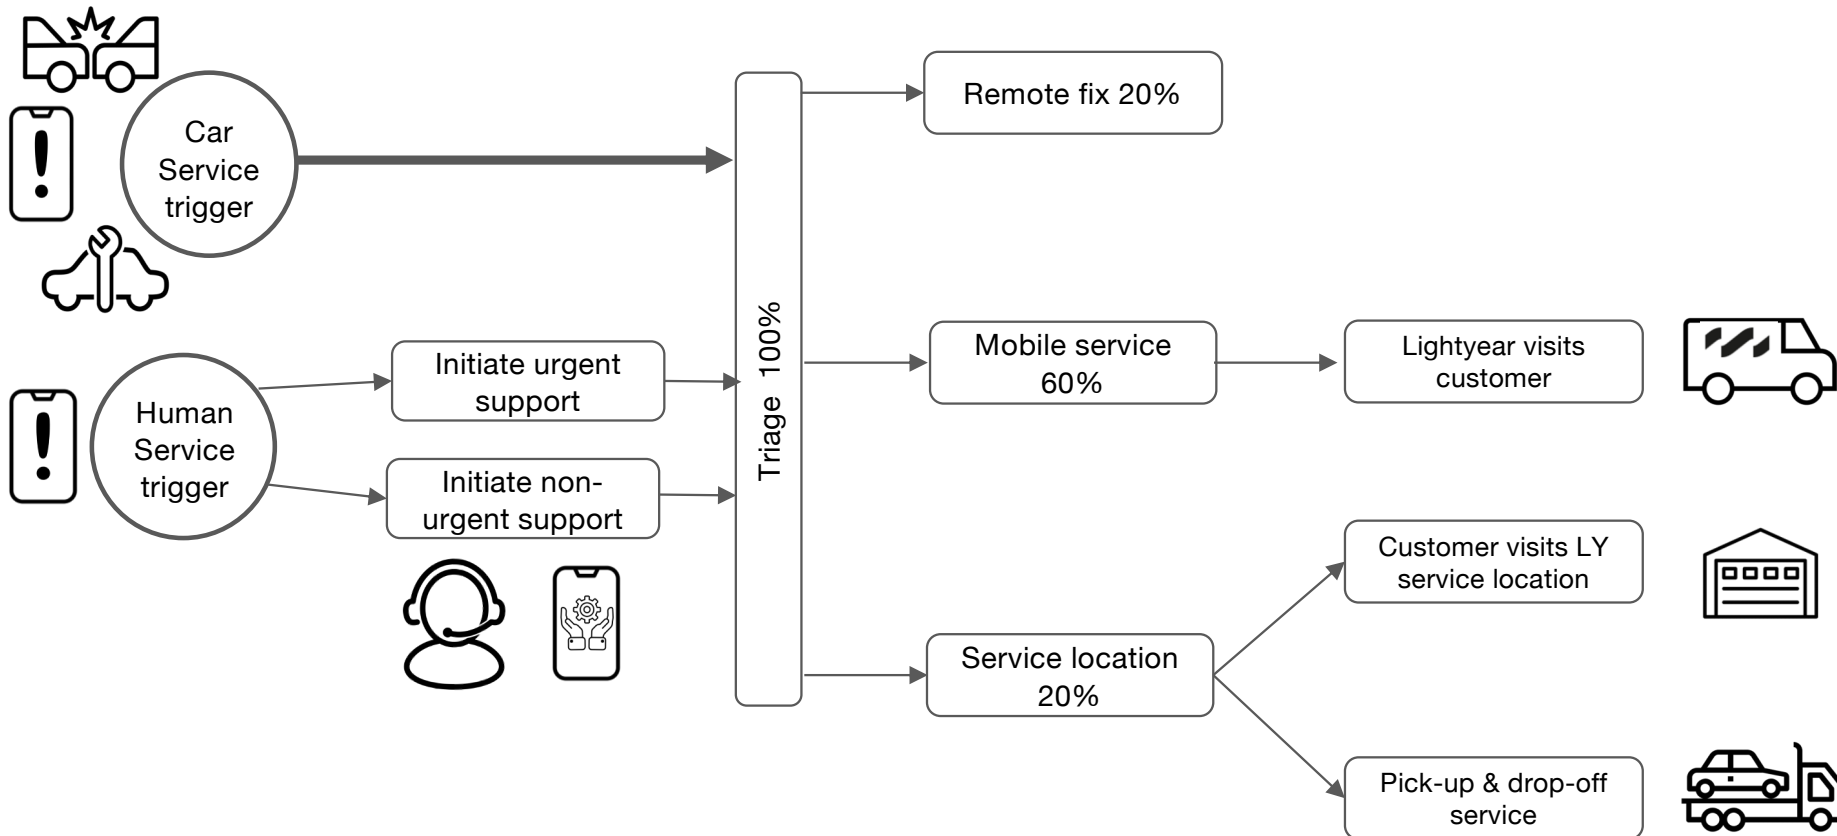 Car
Service
trigger
Remote fix 20%
Triage 100%
Human
Service
trigger
Initiate urgent
support
Initiate non-
urgent support
Mobile service
60%
Lightyear visits
customer
Service location
20%
Customer visits LY
service location
Pick-up & drop-off
service